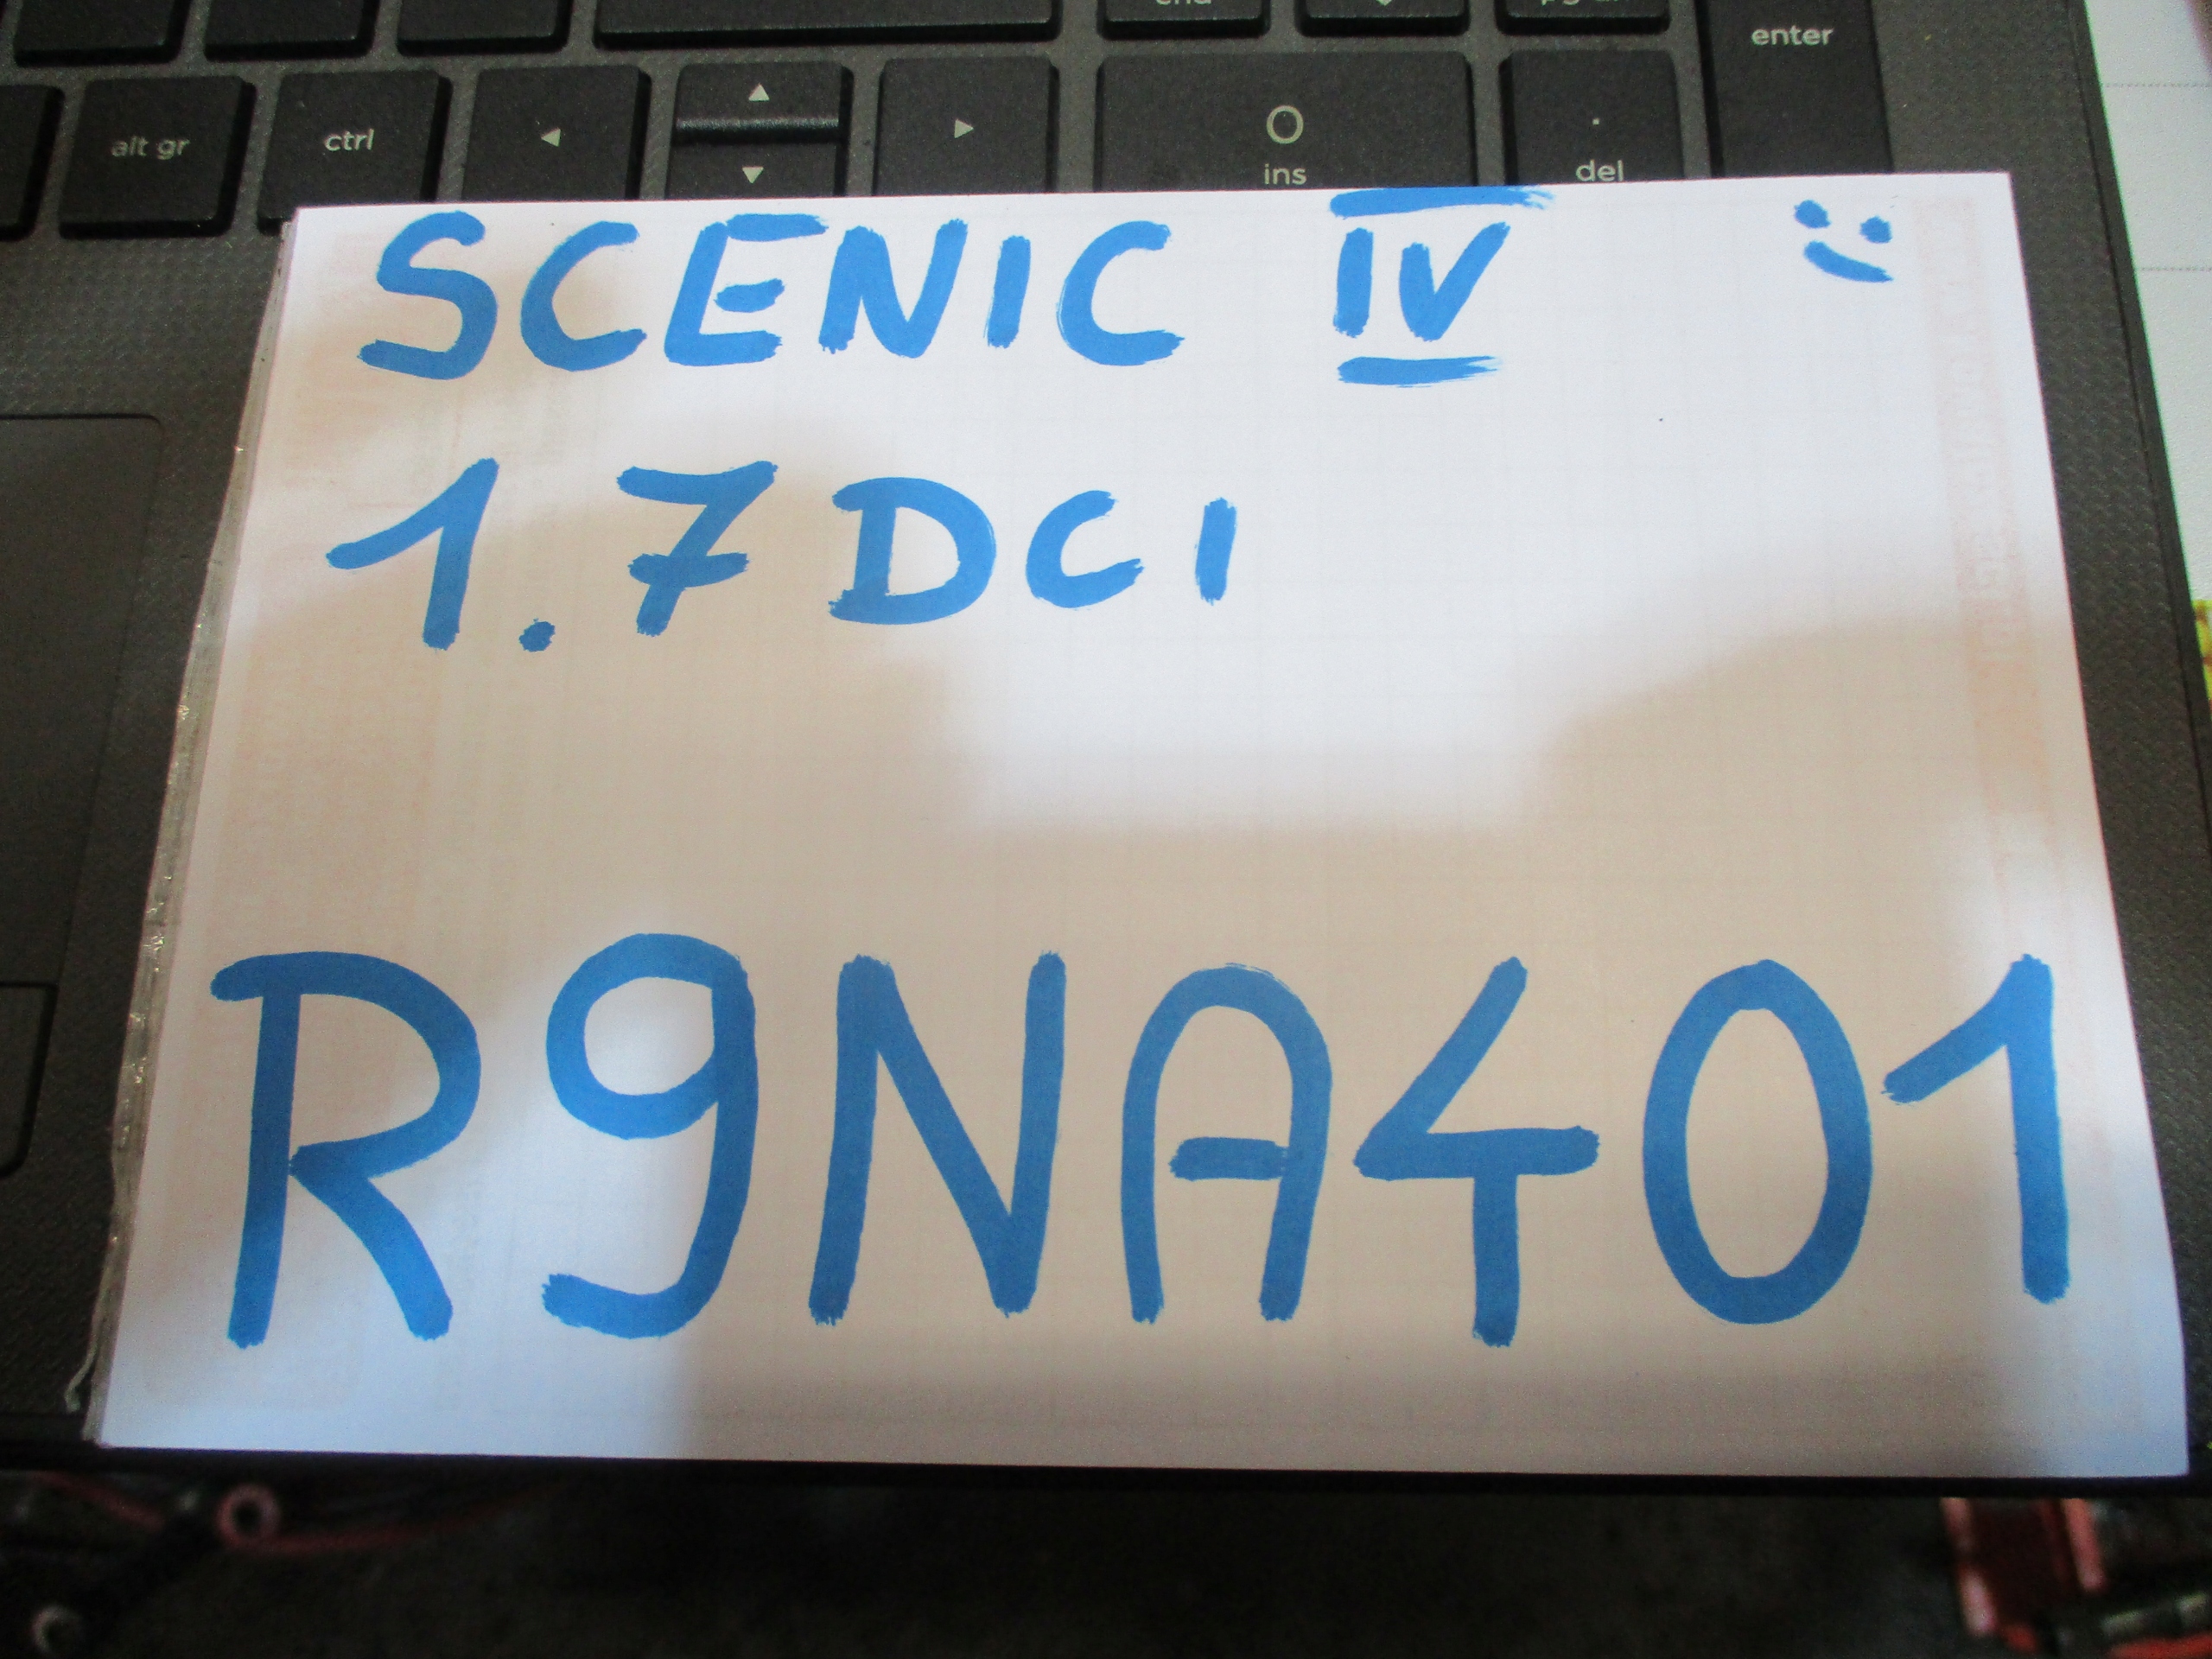 enter
alt gr ctrl ◄ ▲ ▼ ► 0 ins . del
SCENIC IV
1.7 DCI
R9NA401